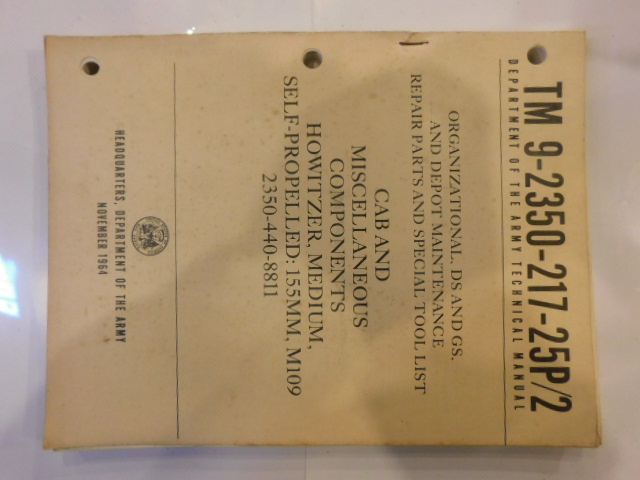 TM 9-2350-217-25P/2
DEPARTMENT OF THE ARMY TECHNICAL MANUAL
ORGANIZATIONAL, DS AND GS,
AND DEPOT MAINTENANCE
REPAIR PARTS AND SPECIAL TOOL LIST
CAB AND
MISCELLANEOUS
COMPONENTS
HOWITZER, MEDIUM,
SELF-PROPELLED: 155MM, M109
2350-440-8811
HEADQUARTERS, DEPARTMENT OF THE ARMY
NOVEMBER 1964